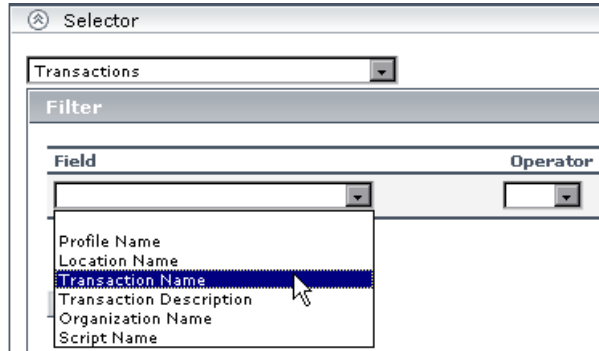 Selector
Transactions
Filter
Field Operator
Profile Name
Location Name
Transaction Name
Transaction Description
Organization Name
Script Name